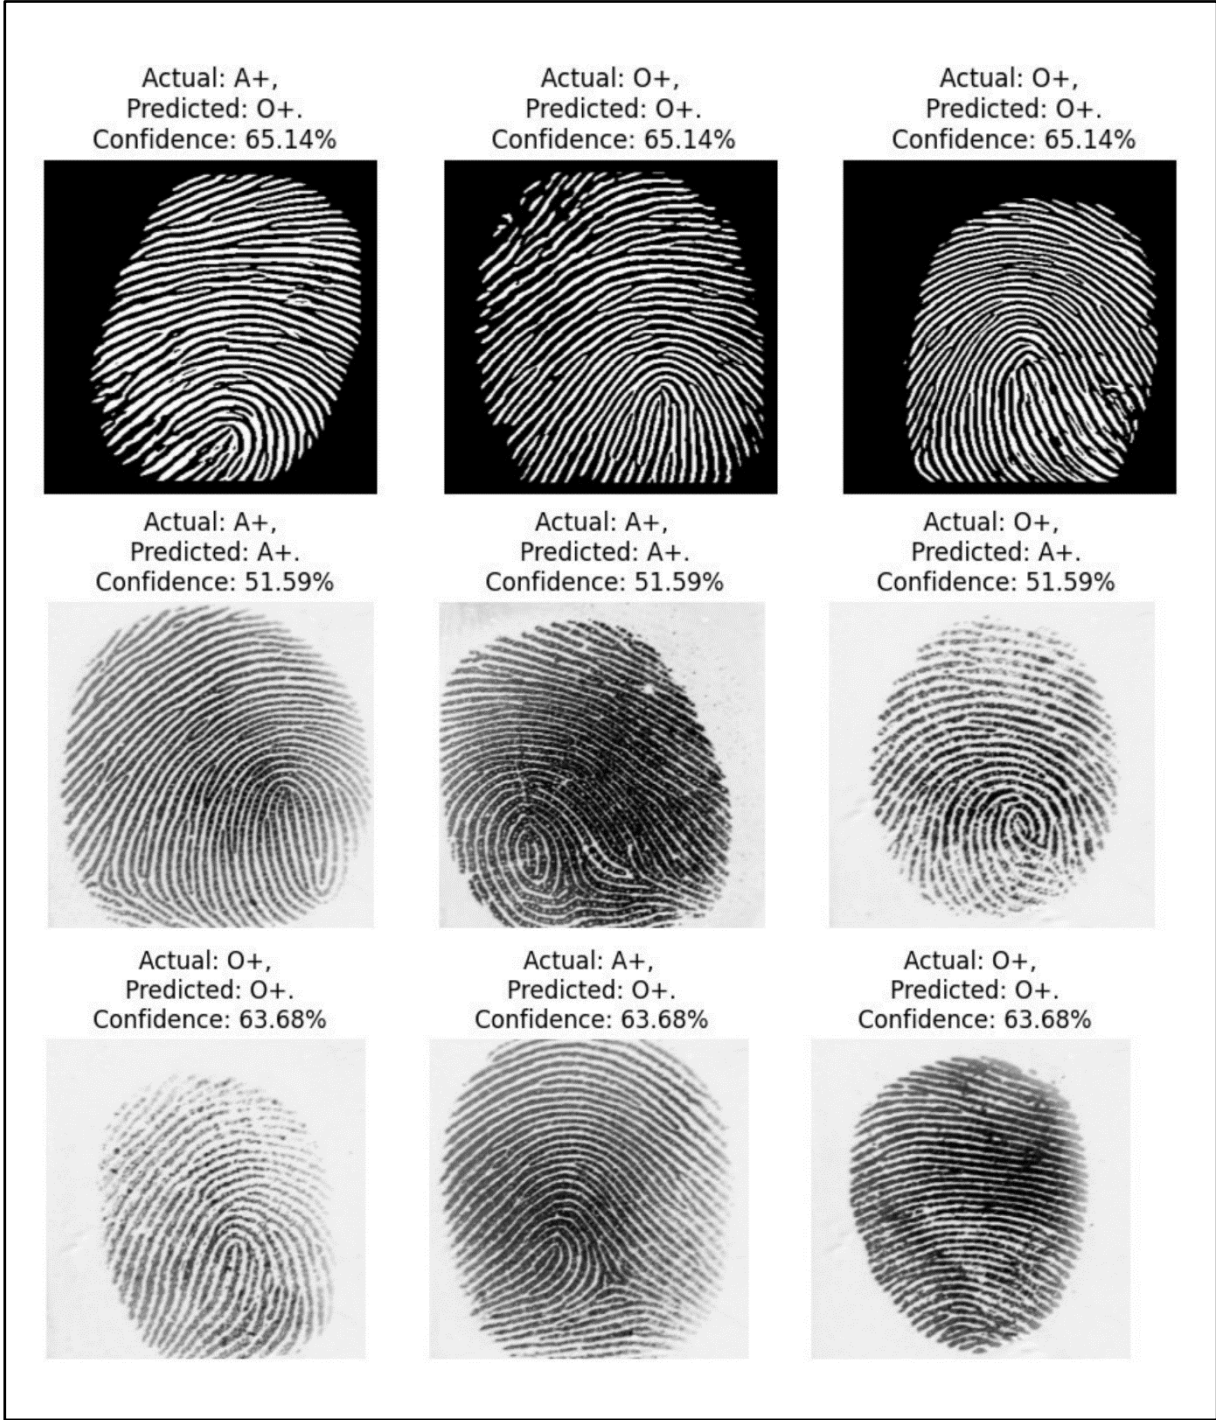 Actual: A+,
Predicted: O+.
Confidence: 65.14%
Actual: O+,
Predicted: O+.
Confidence: 65.14%
Actual: O+,
Predicted: O+.
Confidence: 65.14%
Actual: A+,
Predicted: A+.
Confidence: 51.59%
Actual: A+,
Predicted: A+.
Confidence: 51.59%
Actual: O+,
Predicted: A+.
Confidence: 51.59%
Actual: O+,
Predicted: O+.
Confidence: 63.68%
Actual: A+,
Predicted: O+.
Confidence: 63.68%
Actual: O+,
Predicted: O+.
Confidence: 63.68%